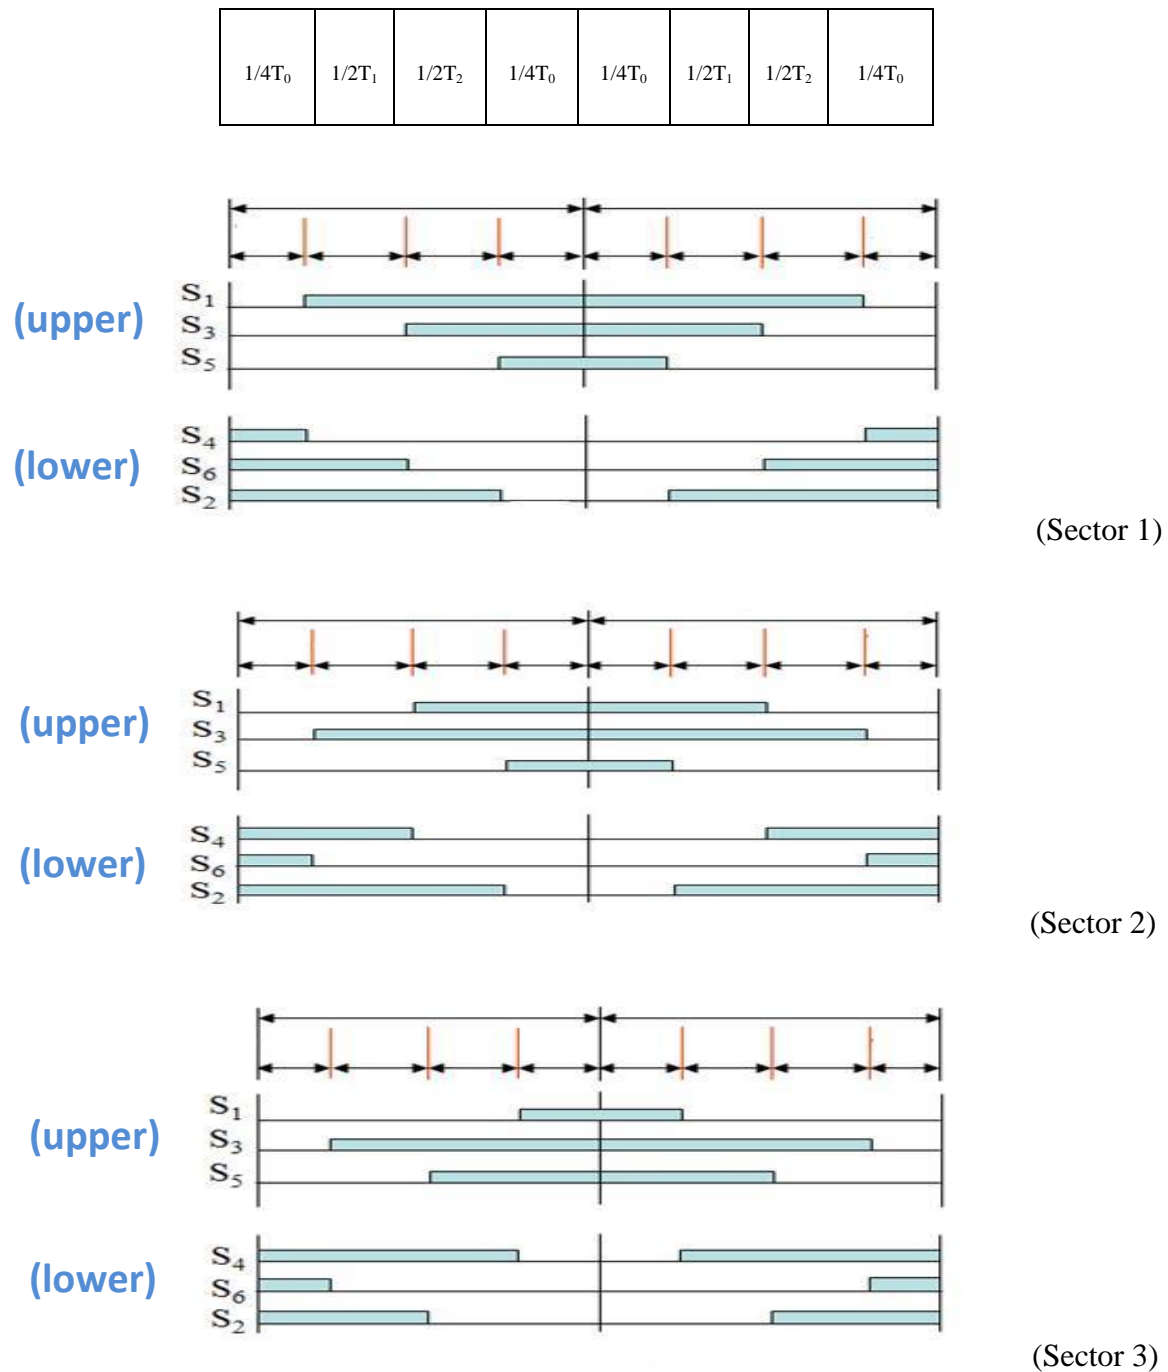 1/4T₀ 1/2T₁ 1/2T₂ 1/4T₀ 1/4T₀ 1/2T₁ 1/2T₂ 1/4T₀
S₁
(upper)
S₃
S₅
S₄
(lower)
S₆
S₂
(Sector 1)
S₁
(upper)
S₃
S₅
S₄
(lower)
S₆
S₂
(Sector 2)
S₁
(upper)
S₃
S₅
S₄
(lower)
S₆
S₂
(Sector 3)